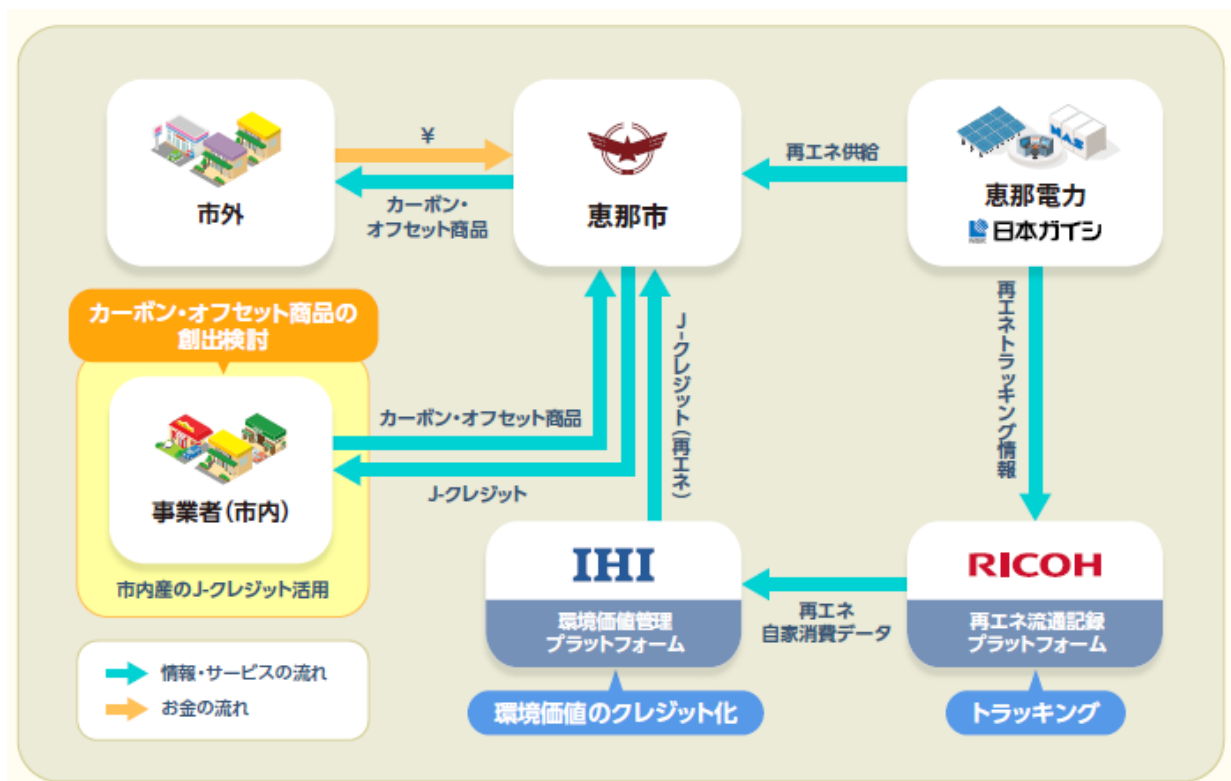 ¥
カーボン・
オフセット商品
市外
恵那市
再エネ供給
NAS
恵那電力
日本ガイシ
カーボン・オフセット商品の
創出検討
事業者(市内)
市内産のJ-クレジット活用
カーボン・オフセット商品
J-クレジット
J-クレジット(再エネ)
再エネトラッキング情報
IHI
環境価値管理
プラットフォーム
環境価値のクレジット化
再エネ
自家消費データ
RICOH
再エネ流通記録
プラットフォーム
トラッキング
情報・サービスの流れ
お金の流れ